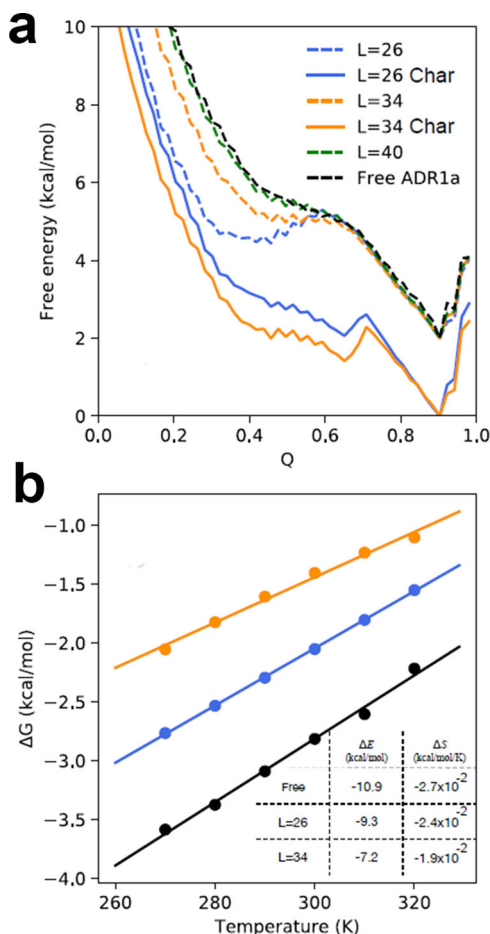 a
10
8
6
4
2
0
Free energy (kcal/mol)
L=26
L=26 Char
L=34
L=34 Char
L=40
Free ADR1a
0.0 0.2 0.4 0.6 0.8 1.0
Q
b
−1.0
−1.5
−2.0
−2.5
−3.0
−3.5
−4.0
ΔG (kcal/mol)
ΔE ΔS
(kcal/mol) (kcal/mol/K)
Free -10.9 -2.7x10⁻²
L=26 -9.3 -2.4x10⁻²
L=34 -7.2 -1.9x10⁻²
260 280 300 320
Temperature (K)